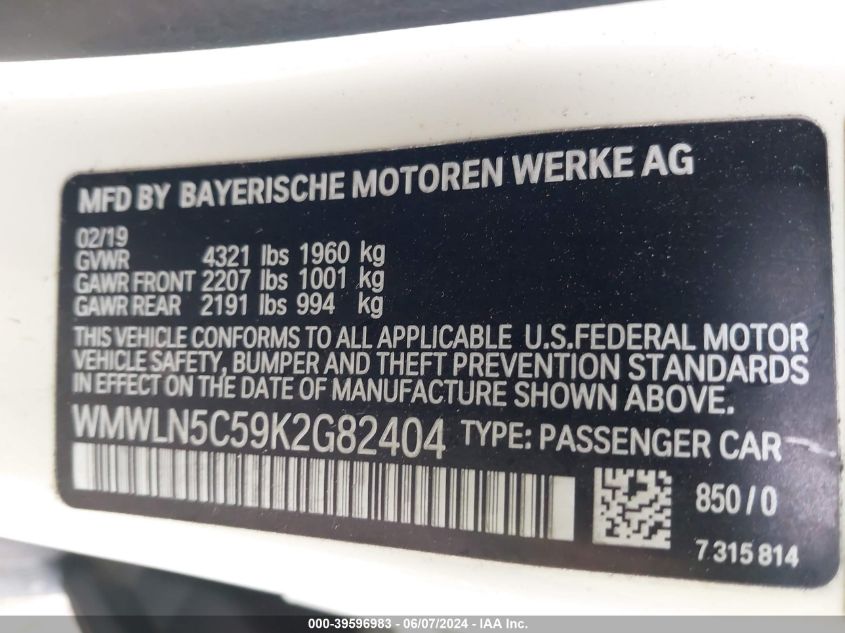 MFD BY BAYERISCHE MOTOREN WERKE AG
02/19
GVWR 4321 lbs 1960 kg
GAWR FRONT 2207 lbs 1001 kg
GAWR REAR 2191 lbs 994 kg
THIS VEHICLE CONFORMS TO ALL APPLICABLE U.S.FEDERAL MOTOR
VEHICLE SAFETY, BUMPER AND THEFT PREVENTION STANDARDS
IN EFFECT ON THE DATE OF MANUFACTURE SHOWN ABOVE.
WMWLN5C59K2G82404 TYPE: PASSENGER CAR
850/0
7 315 814
000-39596983 - 06/07/2024 - IAA Inc.